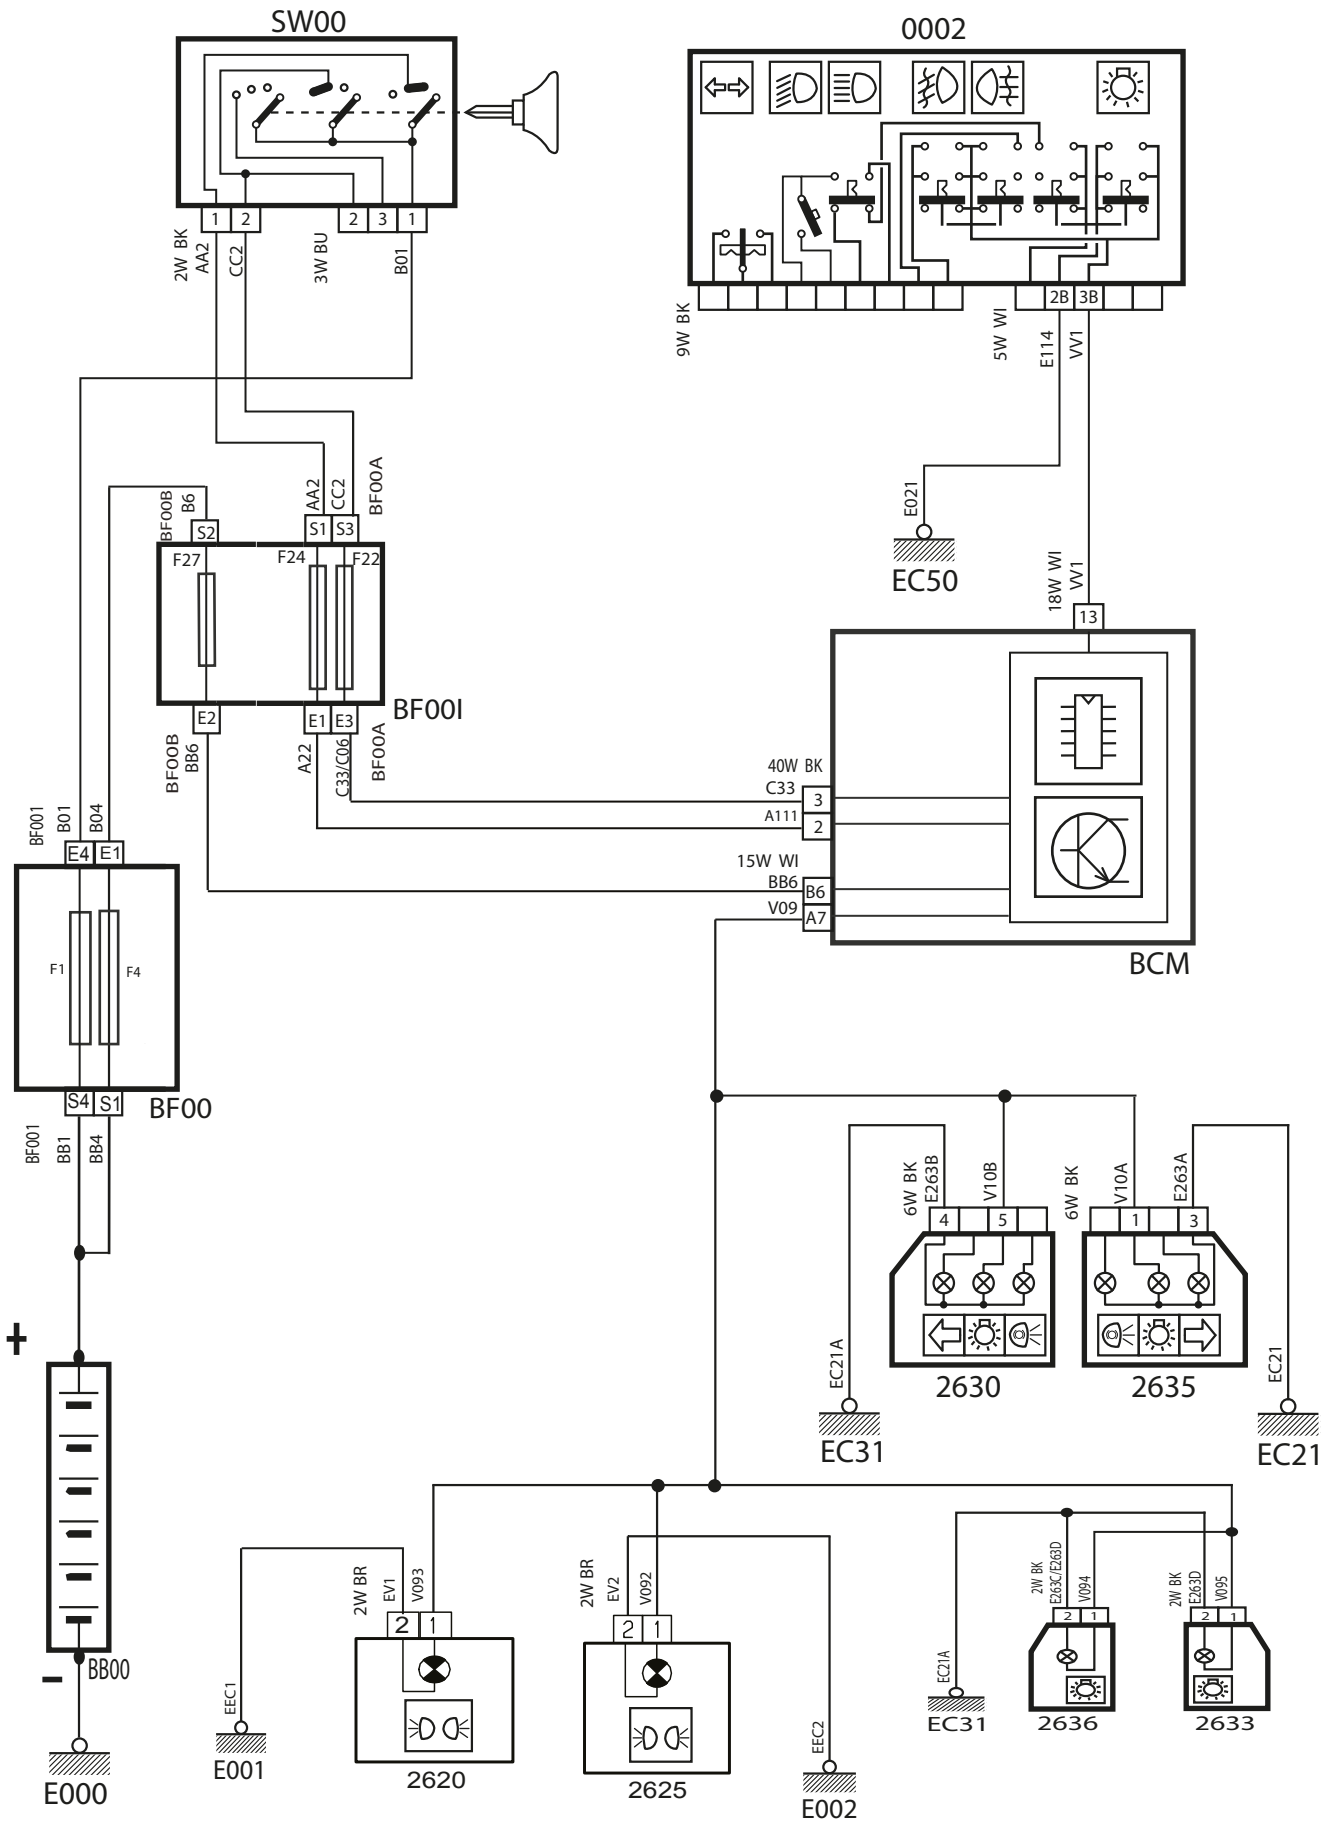 SW00
0002
1
2
2
3
1
2W BK
AA2
CC2
3W BU
B01
9W BK
5W WI
2B
3B
E114
VV1
E021
EC50
18W WI
VV1
13
BF00B
B6
AA2
CC2
BF00A
S2
S1
S3
F27
F24
F22
BF00I
E2
E1
E3
BF00B
BB6
A22
C33/C06
BF00A
40W BK
C33
3
A111
2
15W WI
BB6
B6
V09
A7
BCM
BF001
B01
B04
E4
E1
F1
F4
S4
S1
BF00
BF001
BB1
BB4
6W BK
E263B
V10B
6W BK
V10A
E263A
4
5
1
3
EC21A
2630
2635
EC21
EC31
EC21
+
-
BB00
E000
2W BR
EV1
V093
2
1
EEC1
E001
2620
2W BR
EV2
V092
2
1
EEC2
2625
E002
2W BK
E263C/E263D
V094
2W BK
E263D
V095
2
1
2
1
EC21A
EC31
2636
2633